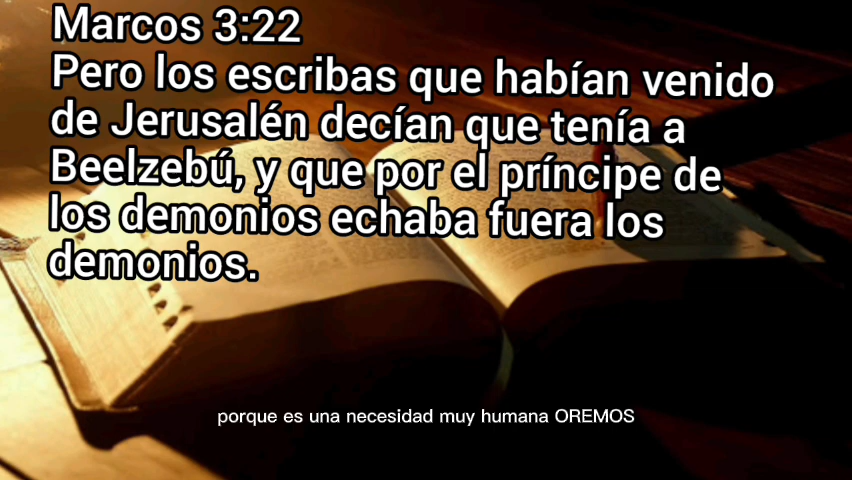 Marcos 3:22
Pero los escribas que habían venido
de Jerusalén decían que tenía a
Beelzebú, y que por el príncipe de
los demonios echaba fuera los
demonios.
porque es una necesidad muy humana OREMOS